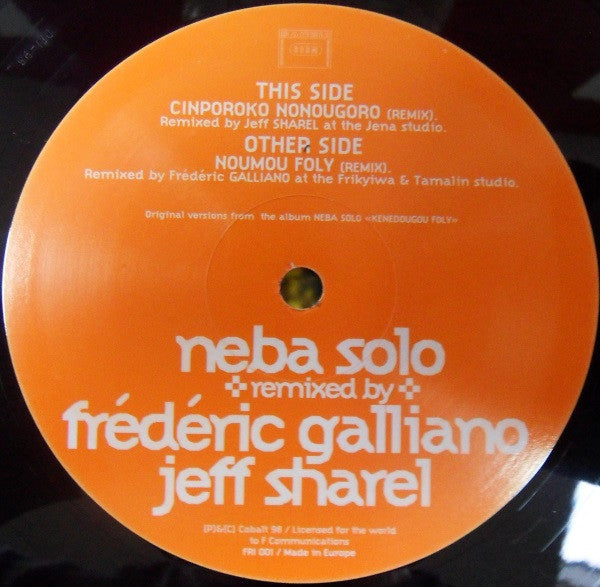 THIS SIDE
CINPOROKO NONOUGORO (REMIX).
Remixed by Jeff SHAREL at the Jena studio.
OTHER SIDE
NOUMOU FOLY (REMIX).
Remixed by Frédéric GALLIANO at the Frikyiwa & Tamalin studio.
Original versions from the album NEBA SOLO «KENEDOUGOU FOLY»
neba solo
remixed by
frédéric galliano
jeff sharel
(P)&(C) Cobalt 98 / Licensed for the world
to F Communications
FRI 001 / Made in Europe